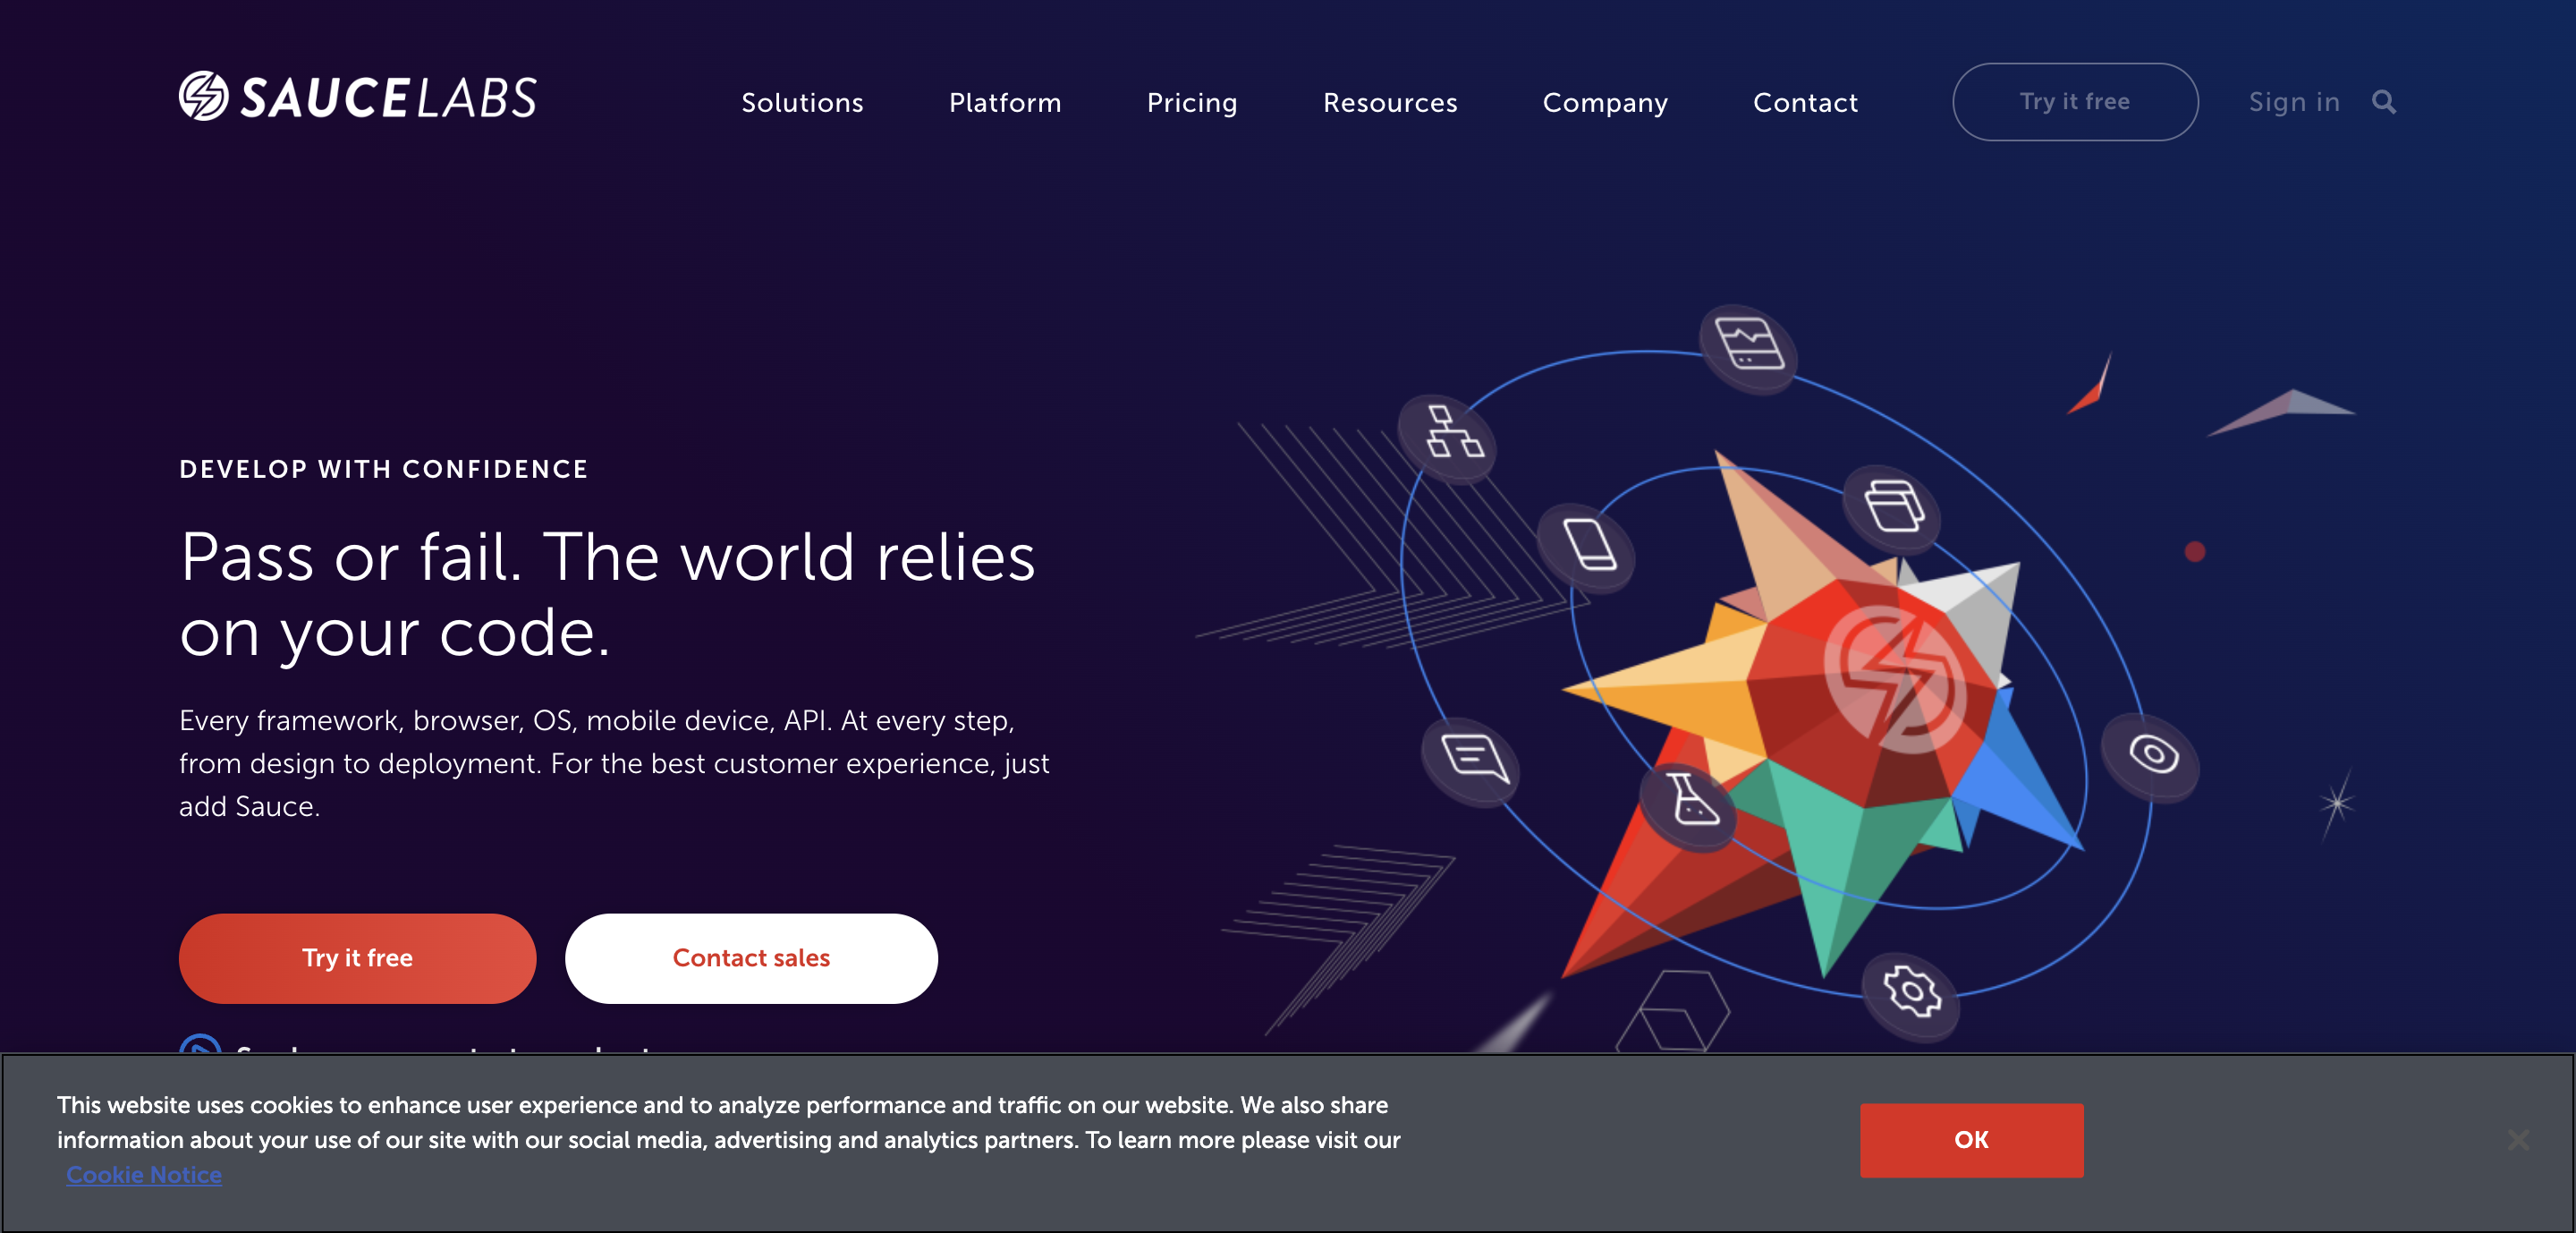 SAUCELABS
Solutions
Platform
Pricing
Resources
Company
Contact
Try it free
Sign in
DEVELOP WITH CONFIDENCE
Pass or fail. The world relies
on your code.
Every framework, browser, OS, mobile device, API. At every step,
from design to deployment. For the best customer experience, just
add Sauce.
Try it free
Contact sales
This website uses cookies to enhance user experience and to analyze performance and traffic on our website. We also share
information about your use of our site with our social media, advertising and analytics partners. To learn more please visit our
Cookie Notice
OK